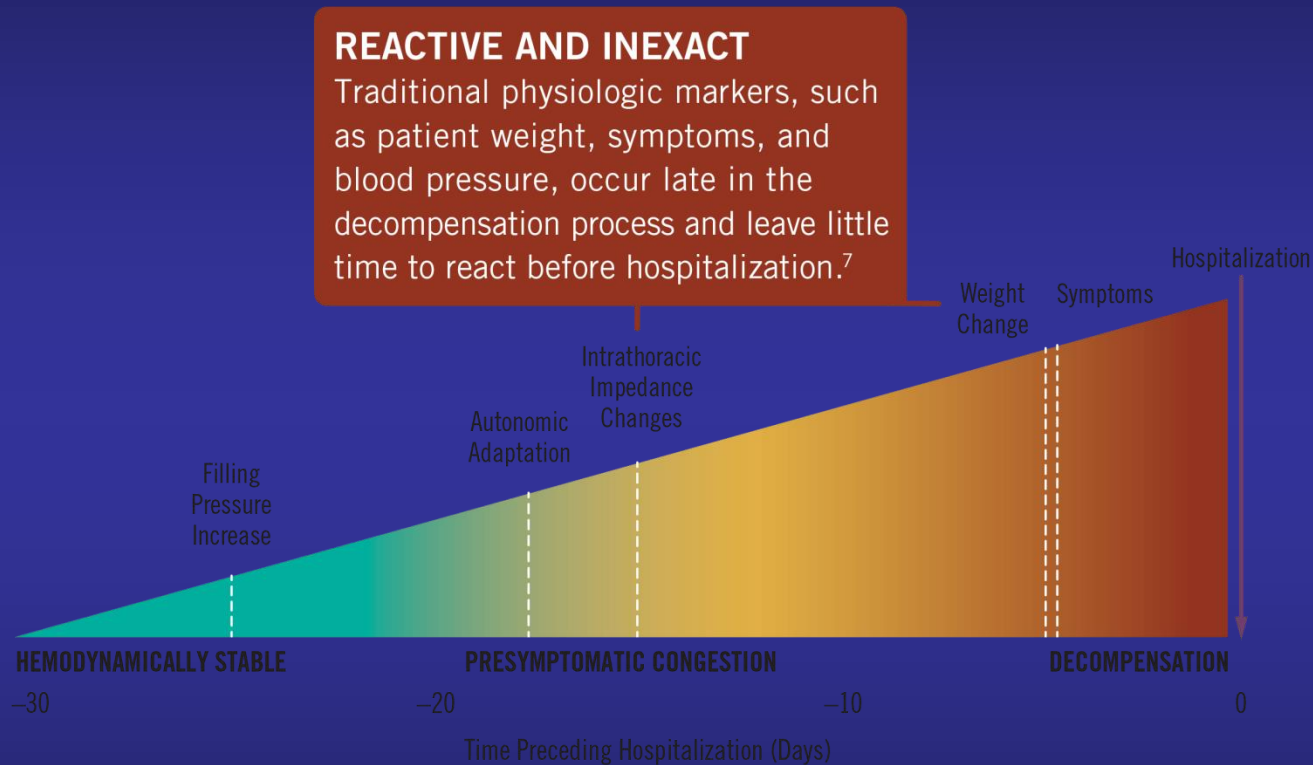 REACTIVE AND INEXACT
Traditional physiologic markers, such
as patient weight, symptoms, and
blood pressure, occur late in the
decompensation process and leave little
time to react before hospitalization.⁷
Hospitalization
Weight
Change
Symptoms
Intrathoracic
Impedance
Changes
Autonomic
Adaptation
Filling
Pressure
Increase
HEMODYNAMICALLY STABLE
PRESYMPTOMATIC CONGESTION
DECOMPENSATION
–30
–20
–10
0
Time Preceding Hospitalization (Days)